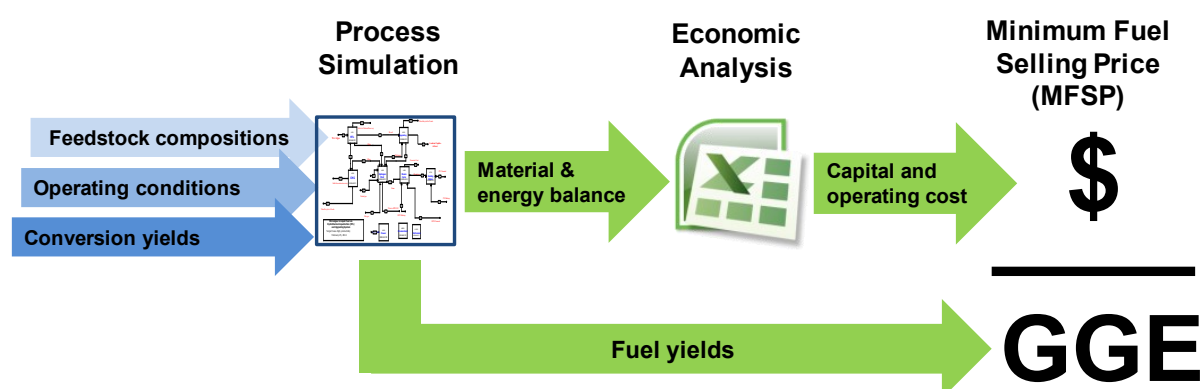 Process
Simulation
Economic
Analysis
Minimum Fuel
Selling Price
(MFSP)
Feedstock compositions
Operating conditions
Conversion yields
Material &
energy balance
Capital and
operating cost
$
Fuel yields
GGE